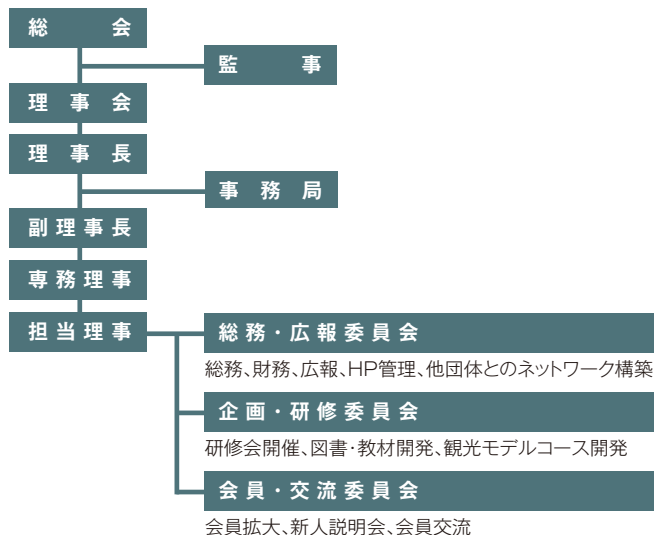 総会
監事
理事会
理事長
事務局
副理事長
専務理事
担当理事
総務・広報委員会
総務、財務、広報、HP管理、他団体とのネットワーク構築
企画・研修委員会
研修会開催、図書・教材開発、観光モデルコース開発
会員・交流委員会
会員拡大、新人説明会、会員交流